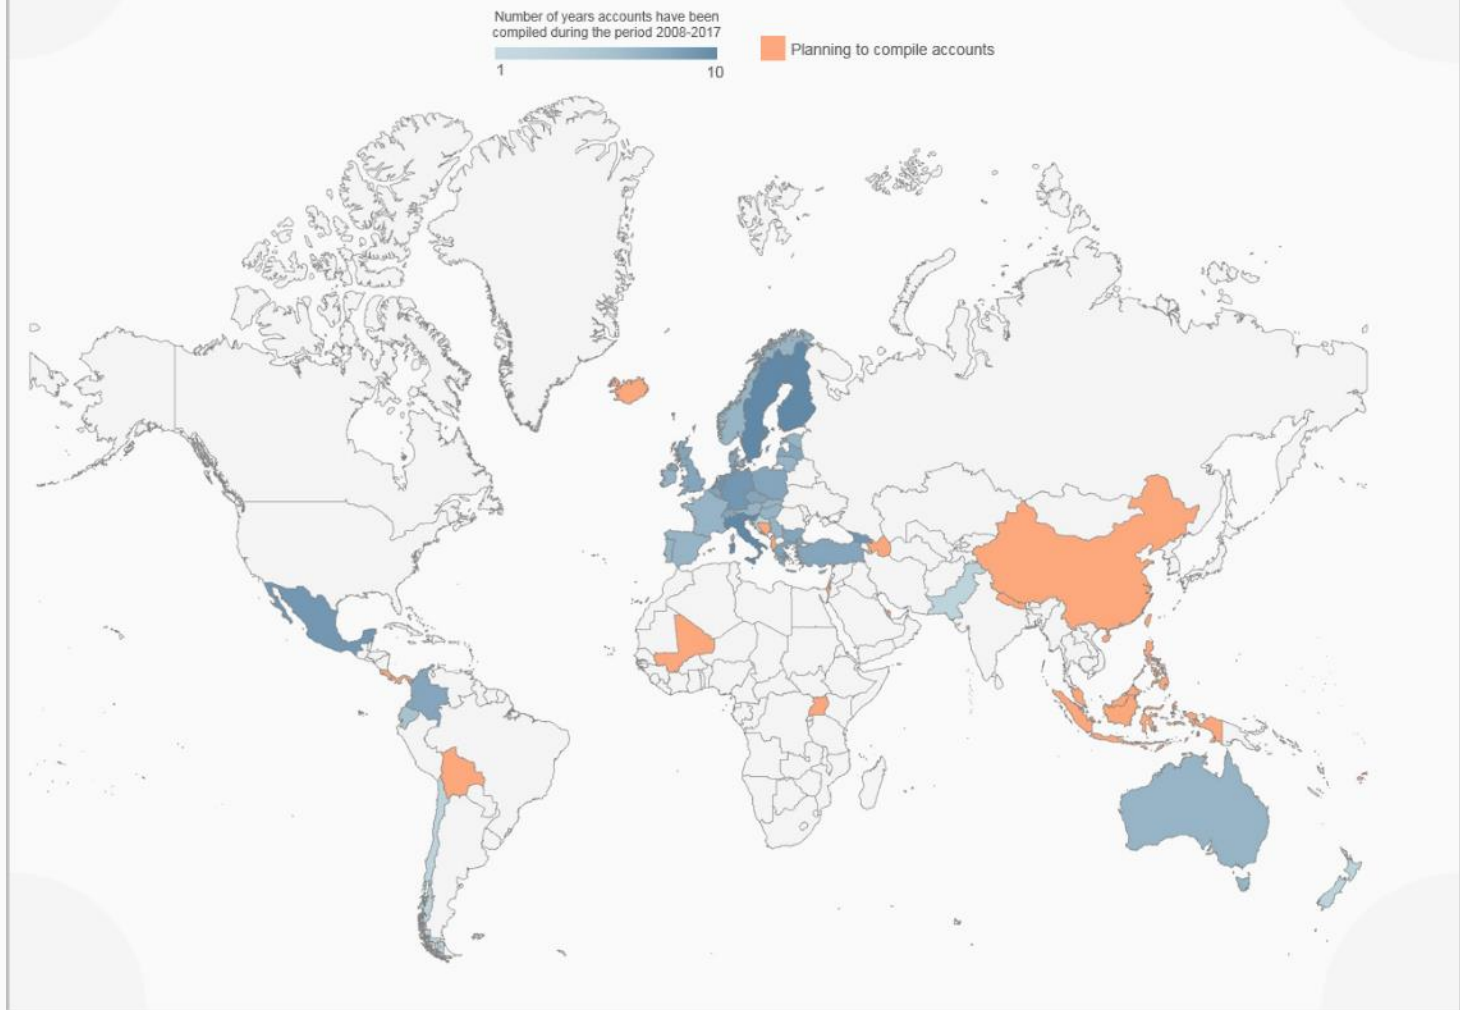 Number of years accounts have been
compiled during the period 2008-2017
1
10
Planning to compile accounts